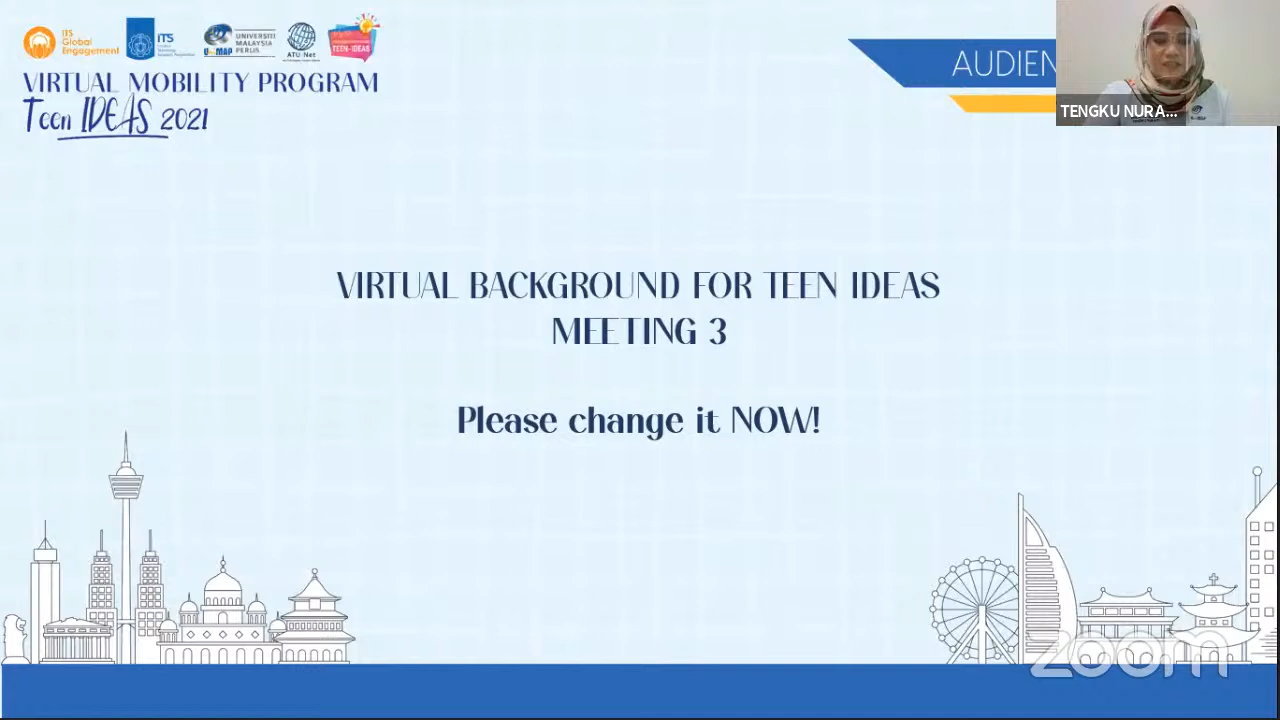 ITS
Global
Engagement
ITS
UniMAP
UNIVERSITI
MALAYSIA
PERLIS
ATU-Net
TEEN-IDEAS
VIRTUAL MOBILITY PROGRAM
Teen IDEAS 2021
AUDIEN
TENGKU NURA...
VIRTUAL BACKGROUND FOR TEEN IDEAS
MEETING 3
Please change it NOW!
zoom